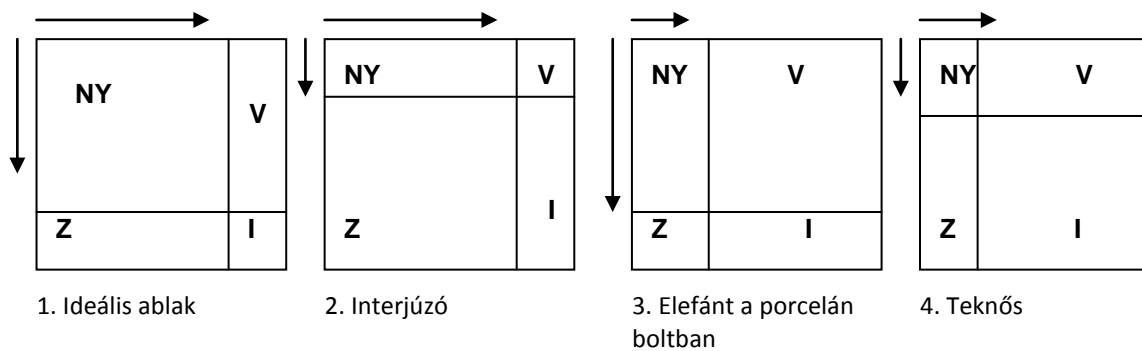 NY V
Z I
1. Ideális ablak
NY V
Z I
2. Interjúzó
NY V
Z I
3. Elefánt a porcelán
boltban
NY V
Z I
4. Teknős